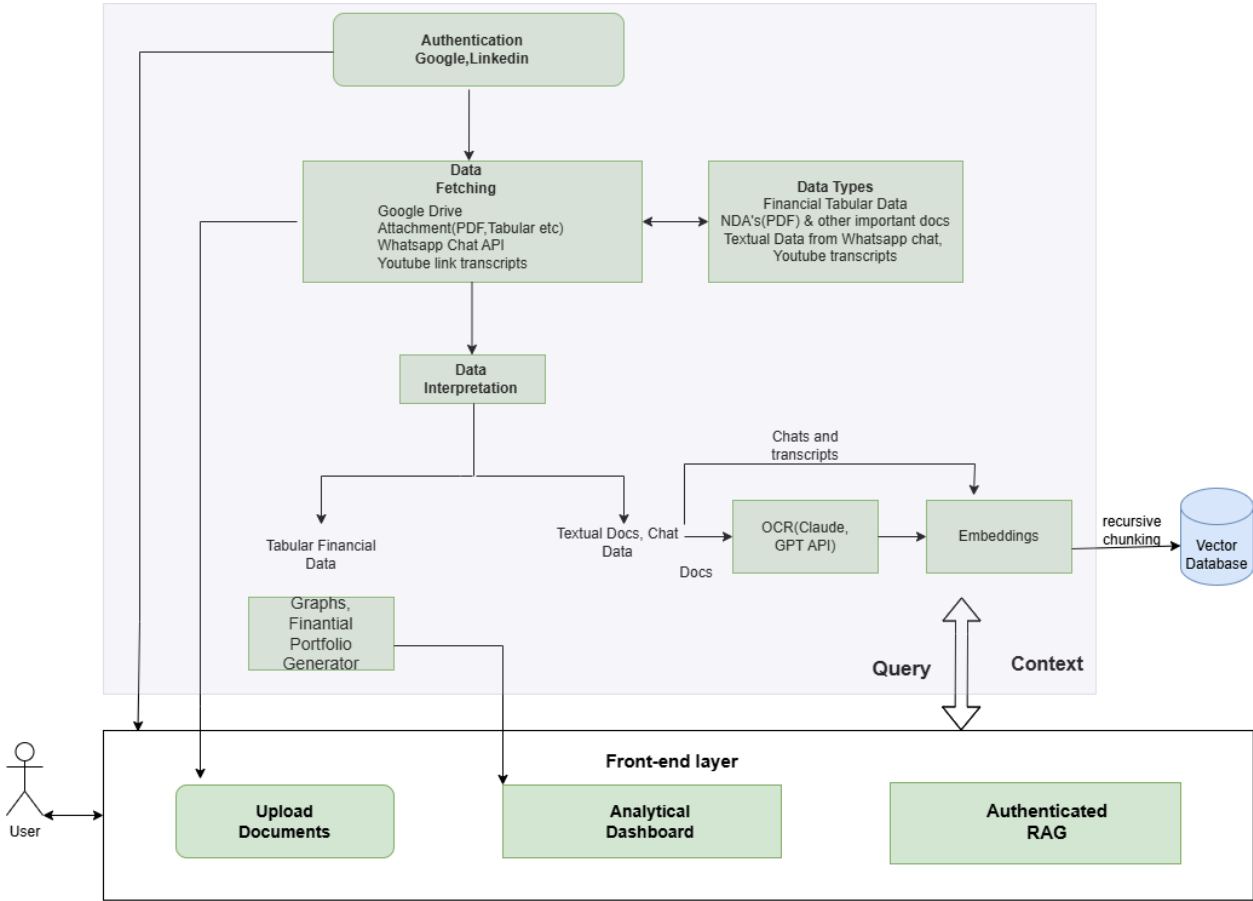 Authentication
Google,Linkedin
Data
Fetching
Google Drive
Attachment(PDF,Tabular etc)
Whatsapp Chat API
Youtube link transcripts
Data Types
Financial Tabular Data
NDA's(PDF) & other important docs
Textual Data from Whatsapp chat,
Youtube transcripts
Data
Interpretation
Chats and
transcripts
Tabular Financial
Data
Textual Docs, Chat
Data
Docs
OCR(Claude,
GPT API)
Embeddings
recursive
chunking
Vector
Database
Graphs,
Finantial
Portfolio
Generator
Query
Context
User
Front-end layer
Upload
Documents
Analytical
Dashboard
Authenticated
RAG